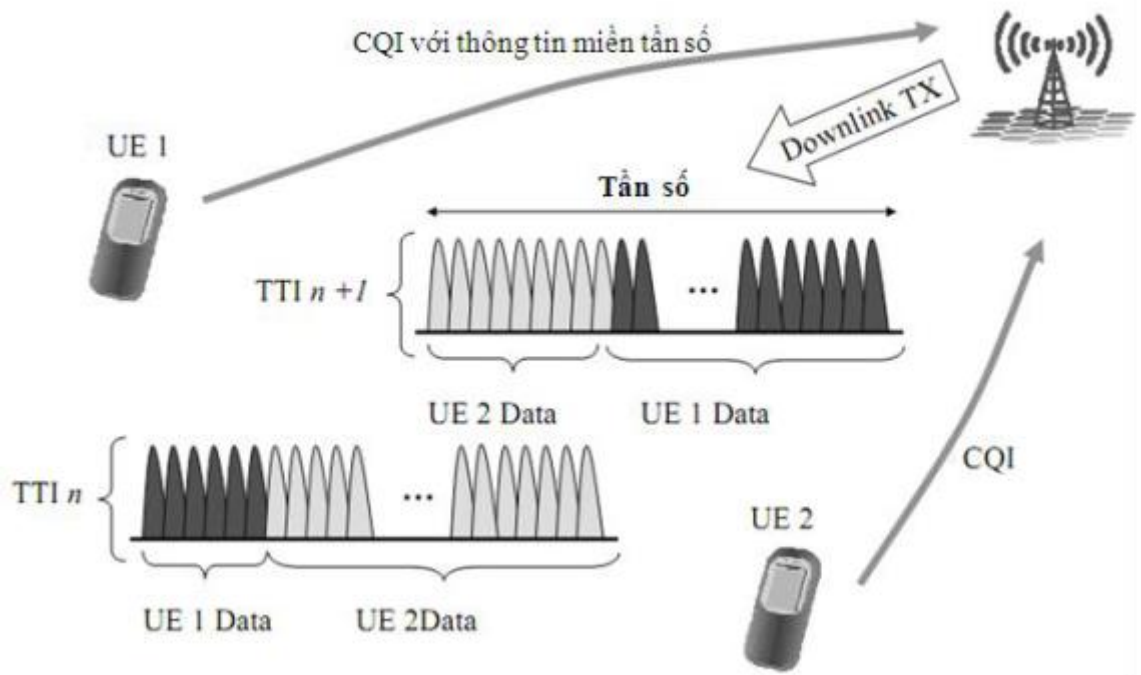 CQI với thông tin miền tần số
Downlink TX
UE 1
Tần số
TTI n +1
...
UE 2 Data
UE 1 Data
TTI n
...
CQI
UE 2
UE 1 Data
UE 2Data